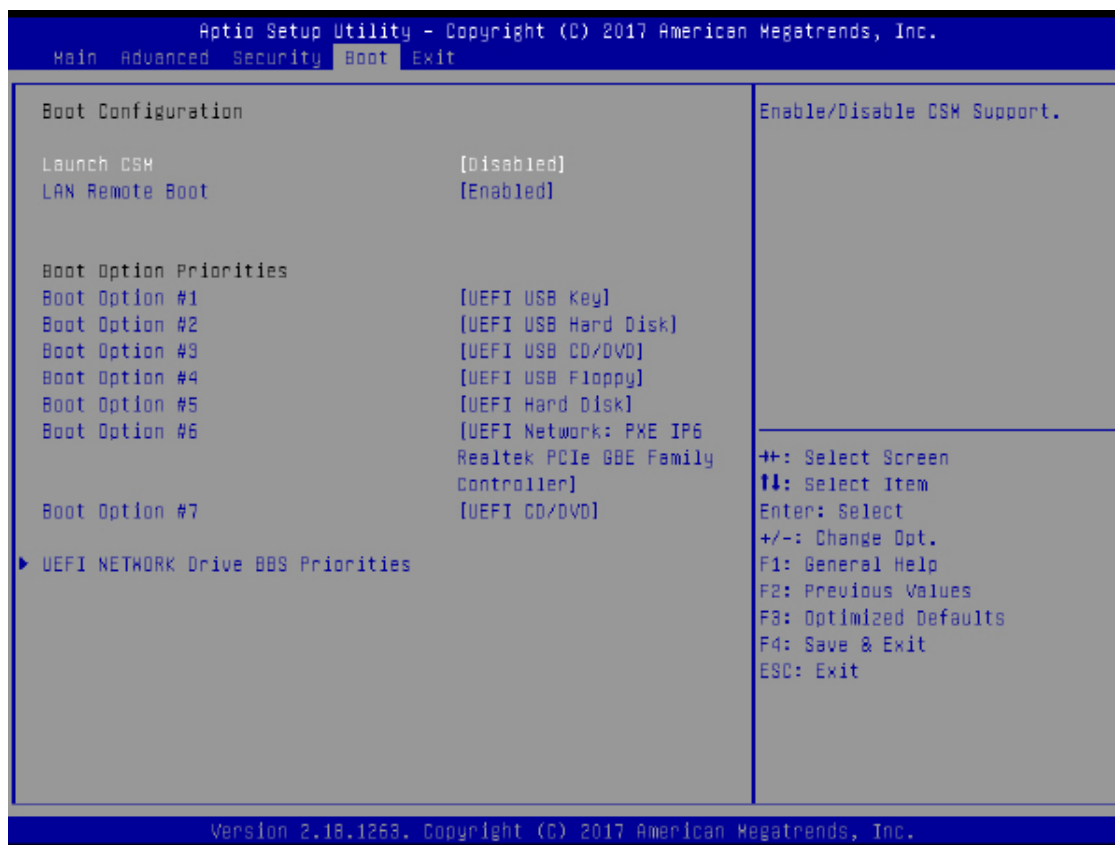 Aptio Setup Utility - Copyright (C) 2017 American Megatrends, Inc.
Main Advanced Security Boot Exit
Boot Configuration
Launch CSM [Disabled]
LAN Remote Boot [Enabled]
Boot Option Priorities
Boot Option #1 [UEFI USB Key]
Boot Option #2 [UEFI USB Hard Disk]
Boot Option #3 [UEFI USB CD/DVD]
Boot Option #4 [UEFI USB Floppy]
Boot Option #5 [UEFI Hard Disk]
Boot Option #6 [UEFI Network: PXE IP6
Realtek PCIe GBE Family
Controller]
Boot Option #7 [UEFI CD/DVD]
UEFI NETWORK Drive BBS Priorities
Enable/Disable CSM Support.
→←: Select Screen
↑↓: Select Item
Enter: Select
+/-: Change Opt.
F1: General Help
F2: Previous Values
F3: Optimized Defaults
F4: Save & Exit
ESC: Exit
Version 2.18.1263. Copyright (C) 2017 American Megatrends, Inc.